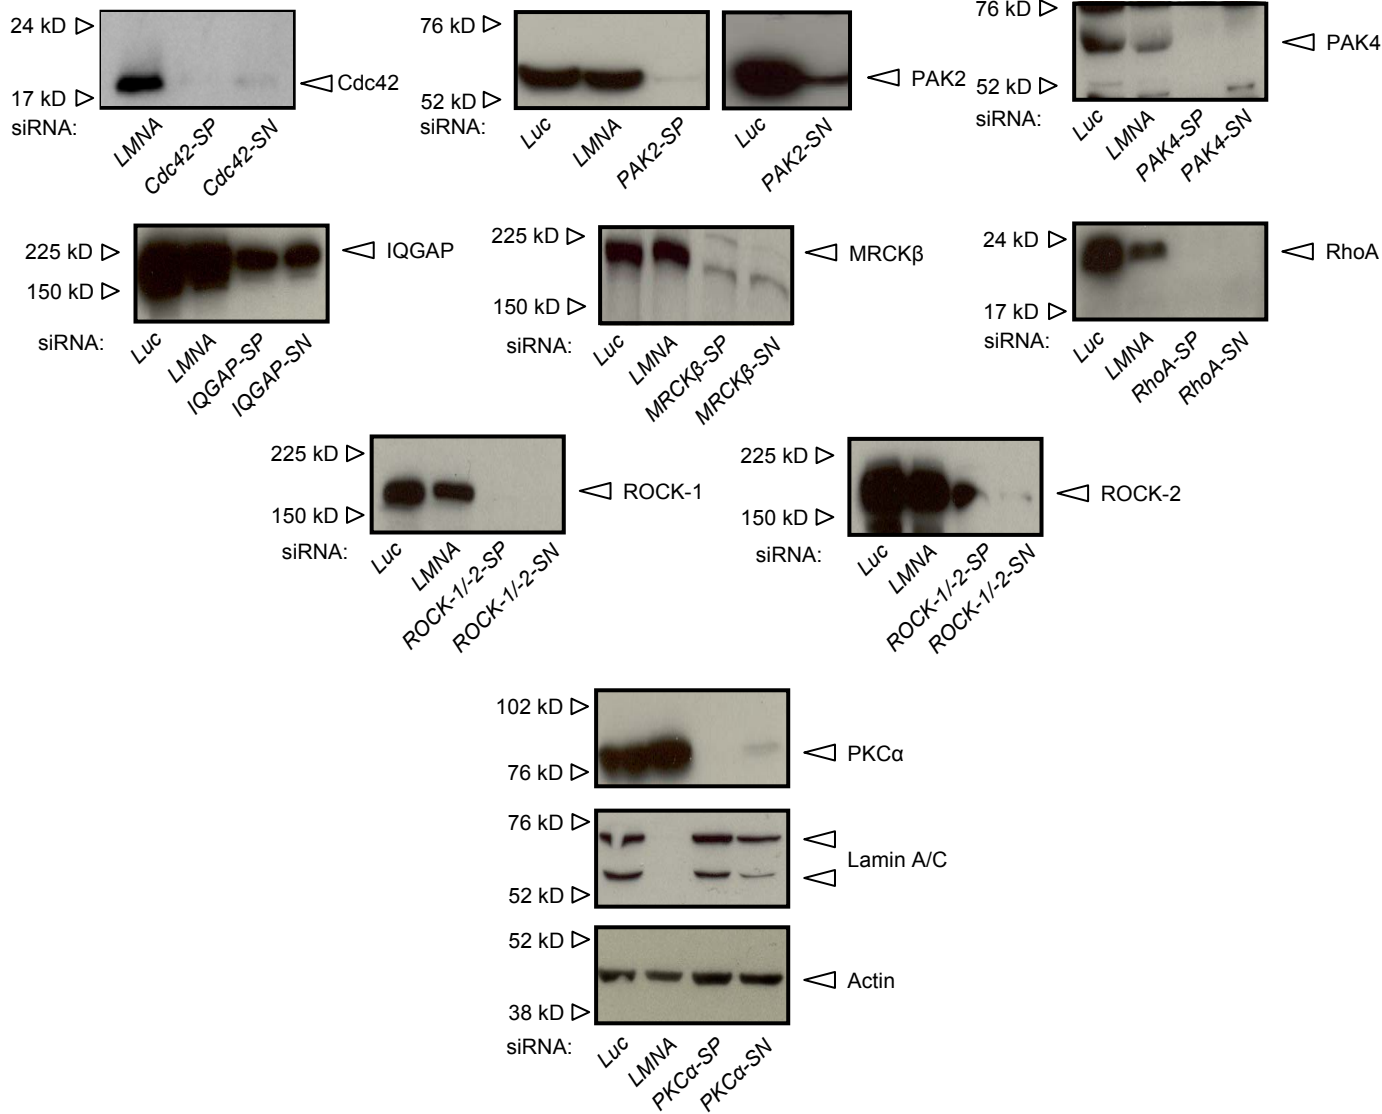 24 kD
17 kD
Cdc42
siRNA:
LMNA
Cdc42-SP
Cdc42-SN
76 kD
52 kD
PAK2
siRNA:
Luc
LMNA
PAK2-SP
Luc
PAK2-SN
76 kD
52 kD
PAK4
siRNA:
Luc
LMNA
PAK4-SP
PAK4-SN
225 kD
150 kD
IQGAP
siRNA:
Luc
LMNA
IQGAP-SP
IQGAP-SN
225 kD
150 kD
MRCKβ
siRNA:
Luc
LMNA
MRCKβ-SP
MRCKβ-SN
24 kD
17 kD
RhoA
siRNA:
Luc
LMNA
RhoA-SP
RhoA-SN
225 kD
150 kD
ROCK-1
siRNA:
Luc
LMNA
ROCK-1/-2-SP
ROCK-1/-2-SN
225 kD
150 kD
ROCK-2
siRNA:
Luc
LMNA
ROCK-1/-2-SP
ROCK-1/-2-SN
102 kD
76 kD
PKCα
76 kD
52 kD
Lamin A/C
52 kD
38 kD
Actin
siRNA:
Luc
LMNA
PKCα-SP
PKCα-SN